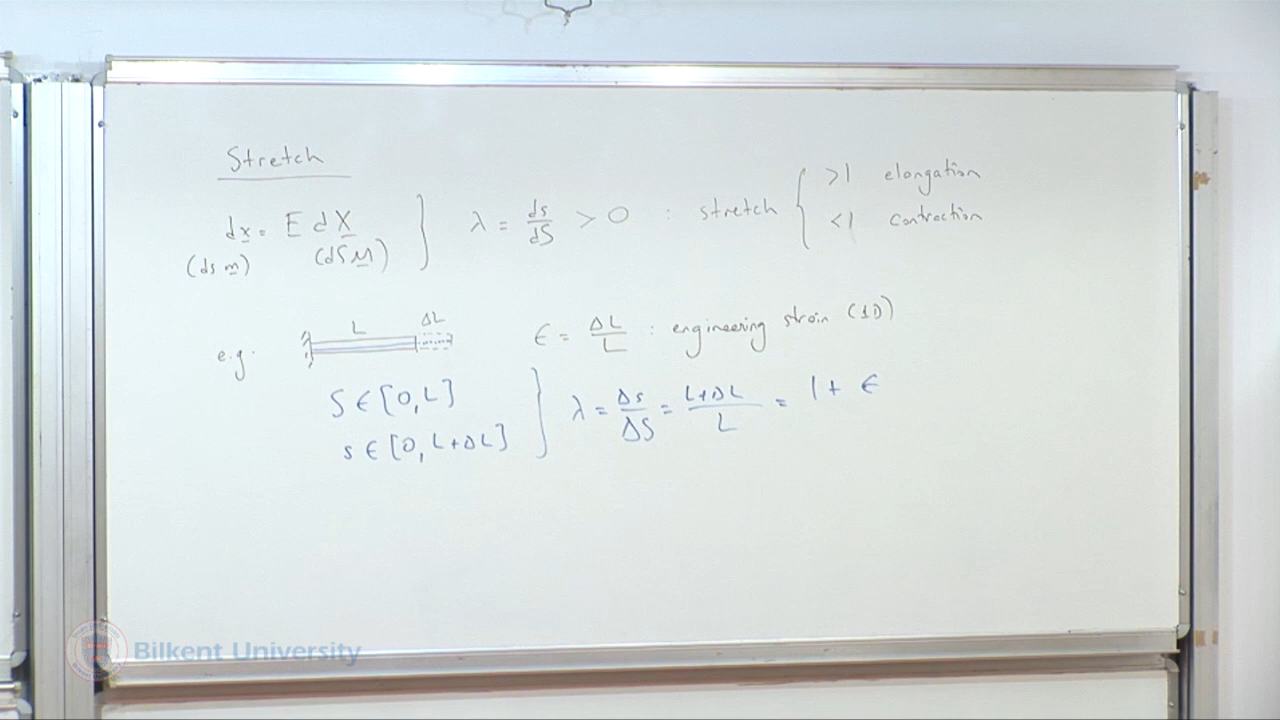 Stretch
dx = F dX } λ = ds/dS > 0 : stretch { >1 elongation
(ds m) (dS M) <1 contraction
e.g. L ΔL ϵ = ΔL/L : engineering strain (1D)
S ∈ [0, L] } λ = Δs/ΔS = L+ΔL/L = 1 + ϵ
s ∈ [0, L+ΔL]
Bilkent University